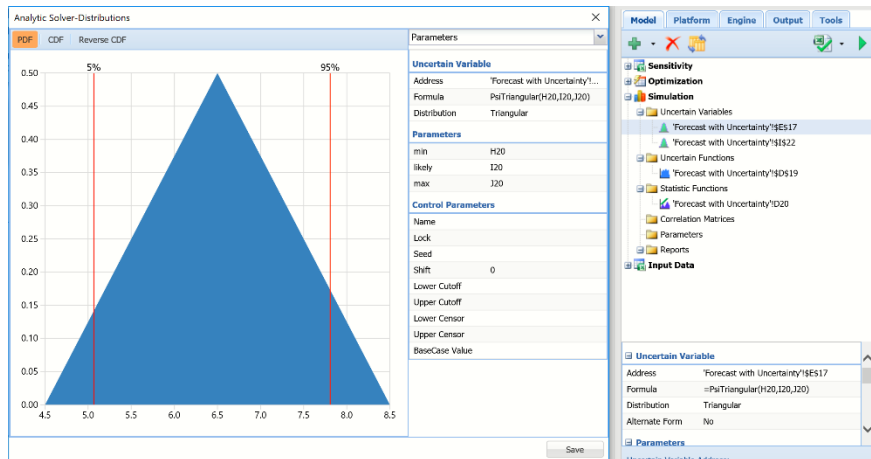 Analytic Solver-Distributions
PDF CDF Reverse CDF
5% 95%
0.50
0.45
0.40
0.35
0.30
0.25
0.20
0.15
0.10
0.05
0.00
4.5 5.0 5.5 6.0 6.5 7.0 7.5 8.0 8.5
Parameters
Uncertain Variable
Address 'Forecast with Uncertainty'!...
Formula PsiTriangular(H20,I20,J20)
Distribution Triangular
Parameters
min H20
likely I20
max J20
Control Parameters
Name
Lock
Seed
Shift 0
Lower Cutoff
Upper Cutoff
Lower Censor
Upper Censor
BaseCase Value
Save
Model Platform Engine Output Tools
Sensitivity
Optimization
Simulation
Uncertain Variables
'Forecast with Uncertainty'!$E$17
'Forecast with Uncertainty'!$I$22
Uncertain Functions
'Forecast with Uncertainty'!$D$19
Statistic Functions
'Forecast with Uncertainty'!D20
Correlation Matrices
Parameters
Reports
Input Data
Uncertain Variable
Address 'Forecast with Uncertainty'!$E$17
Formula =PsiTriangular(H20,I20,J20)
Distribution Triangular
Alternate Form No
Parameters